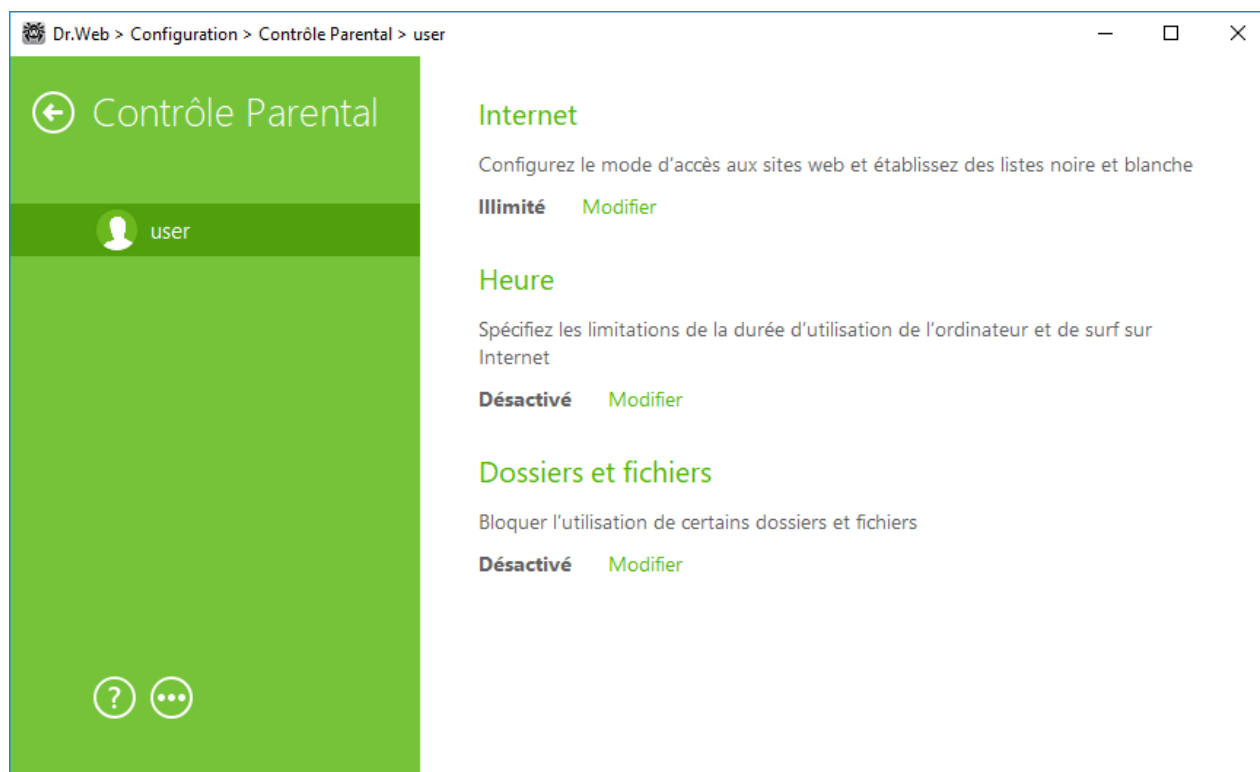 Dr.Web > Configuration > Contrôle Parental > user
Contrôle Parental
user
Internet
Configurez le mode d'accès aux sites web et établissez des listes noire et blanche
Illimité Modifier
Heure
Spécifiez les limitations de la durée d'utilisation de l'ordinateur et de surf sur
Internet
Désactivé Modifier
Dossiers et fichiers
Bloquer l'utilisation de certains dossiers et fichiers
Désactivé Modifier
?